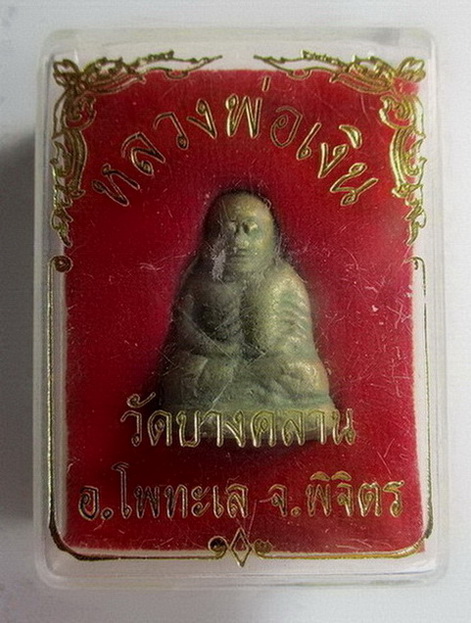 หลวงพ่อเงิน
วัดบางคลาน
อ.โพทะเล จ.พิจิตร